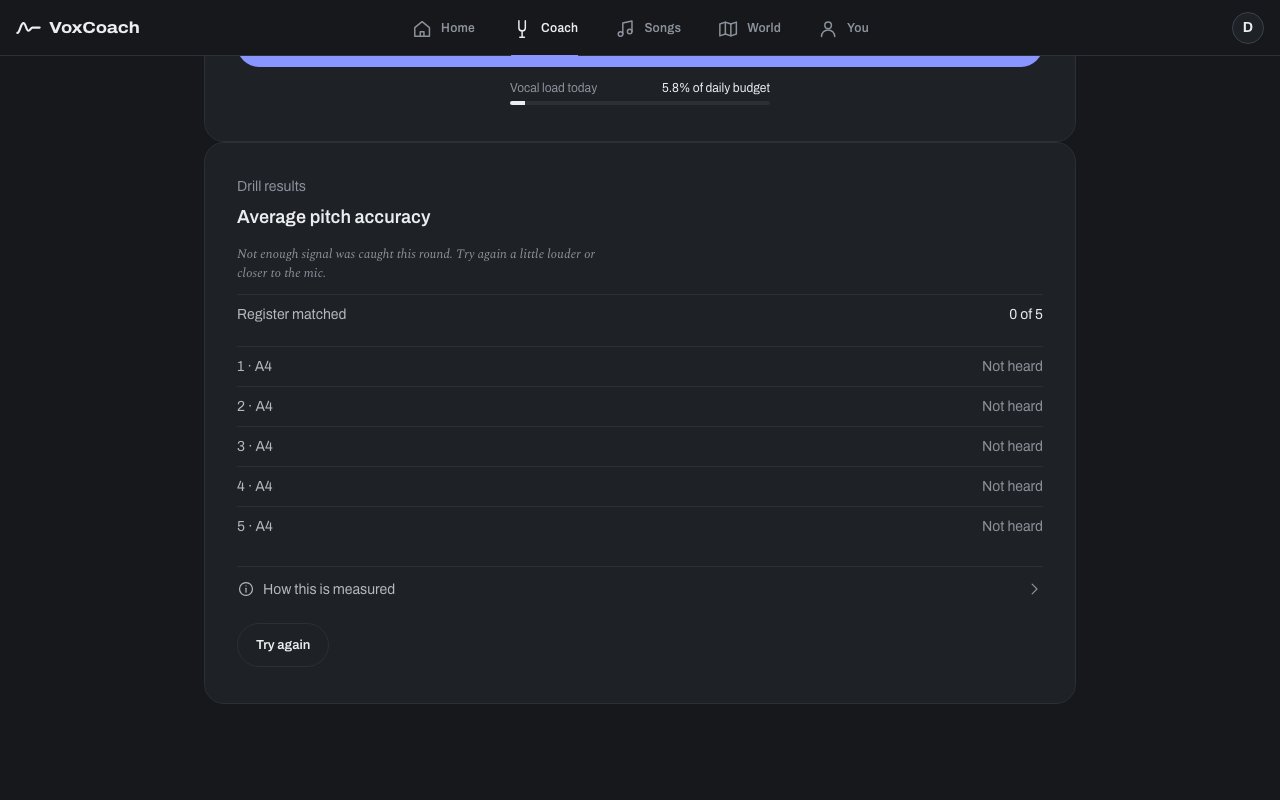 VoxCoach
Home
Coach
Songs
World
You
D
Vocal load today
5.8% of daily budget
Drill results
Average pitch accuracy
Not enough signal was caught this round. Try again a little louder or
closer to the mic.
Register matched
0 of 5
1 · A4
Not heard
2 · A4
Not heard
3 · A4
Not heard
4 · A4
Not heard
5 · A4
Not heard
How this is measured
Try again